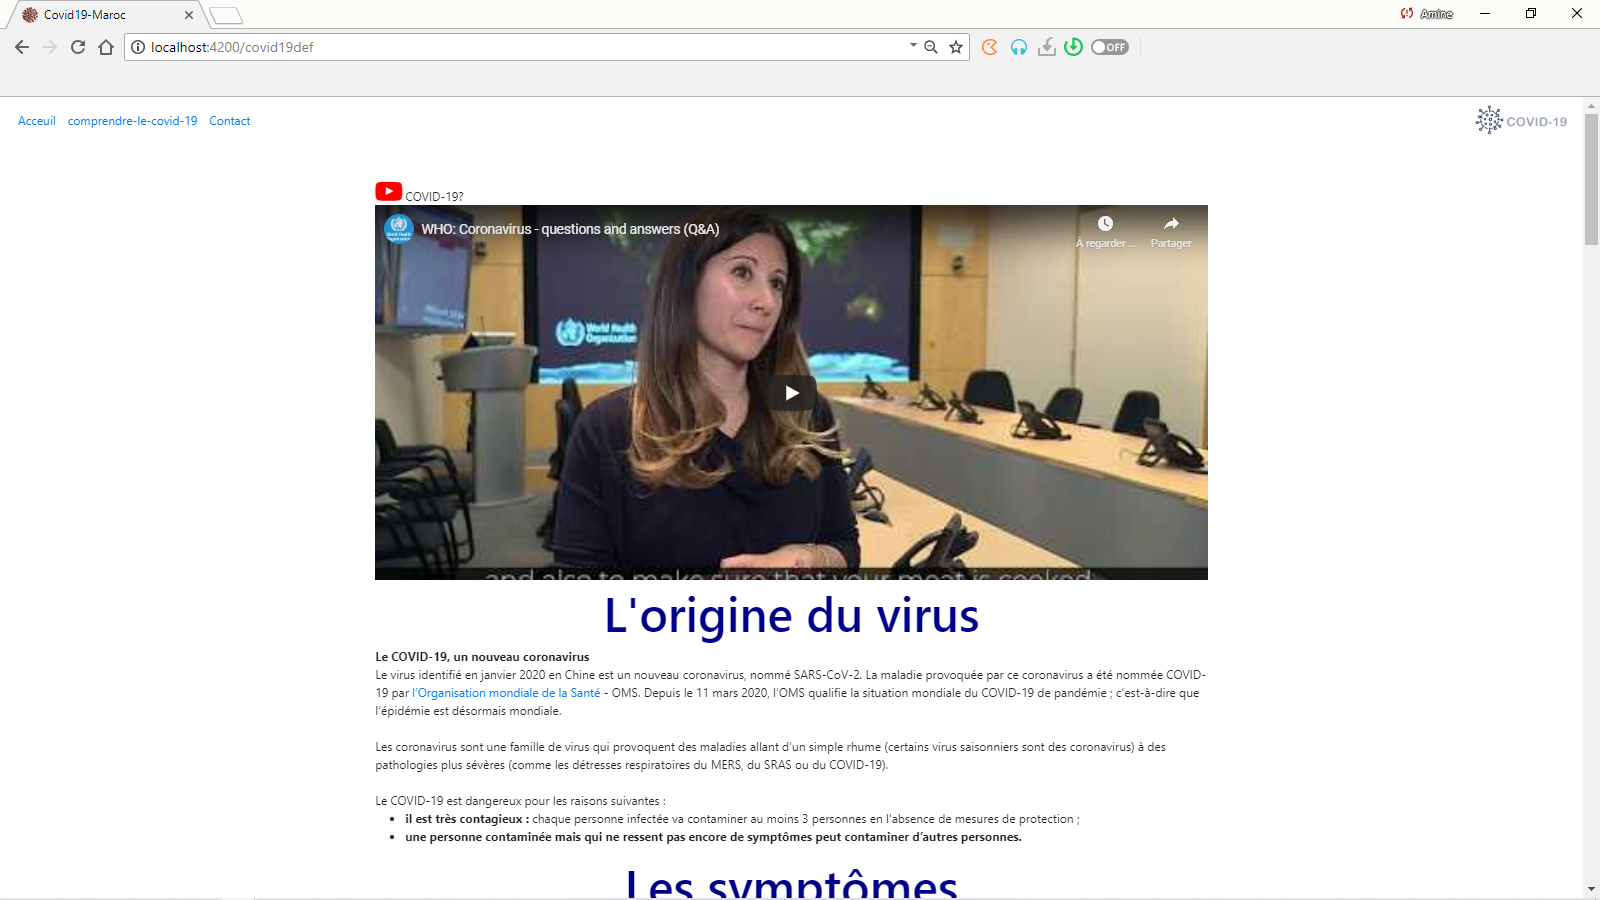 Covid19-Maroc
Amine
localhost:4200/covid19def
OFF
Acceuil comprendre-le-covid-19 Contact
COVID-19
COVID-19?
WHO: Coronavirus - questions and answers (Q&A)
À regarder ... Partager
World Health
Organization
and also to make sure that your meat is cooked
L'origine du virus
Le COVID-19, un nouveau coronavirus
Le virus identifié en janvier 2020 en Chine est un nouveau coronavirus, nommé SARS-CoV-2. La maladie provoquée par ce coronavirus a été nommée COVID-
19 par l’Organisation mondiale de la Santé - OMS. Depuis le 11 mars 2020, l’OMS qualifie la situation mondiale du COVID-19 de pandémie ; c’est-à-dire que
l’épidémie est désormais mondiale.
Les coronavirus sont une famille de virus qui provoquent des maladies allant d’un simple rhume (certains virus saisonniers sont des coronavirus) à des
pathologies plus sévères (comme les détresses respiratoires du MERS, du SRAS ou du COVID-19).
Le COVID-19 est dangereux pour les raisons suivantes :
• il est très contagieux : chaque personne infectée va contaminer au moins 3 personnes en l'absence de mesures de protection ;
• une personne contaminée mais qui ne ressent pas encore de symptômes peut contaminer d’autres personnes.
Les symptômes